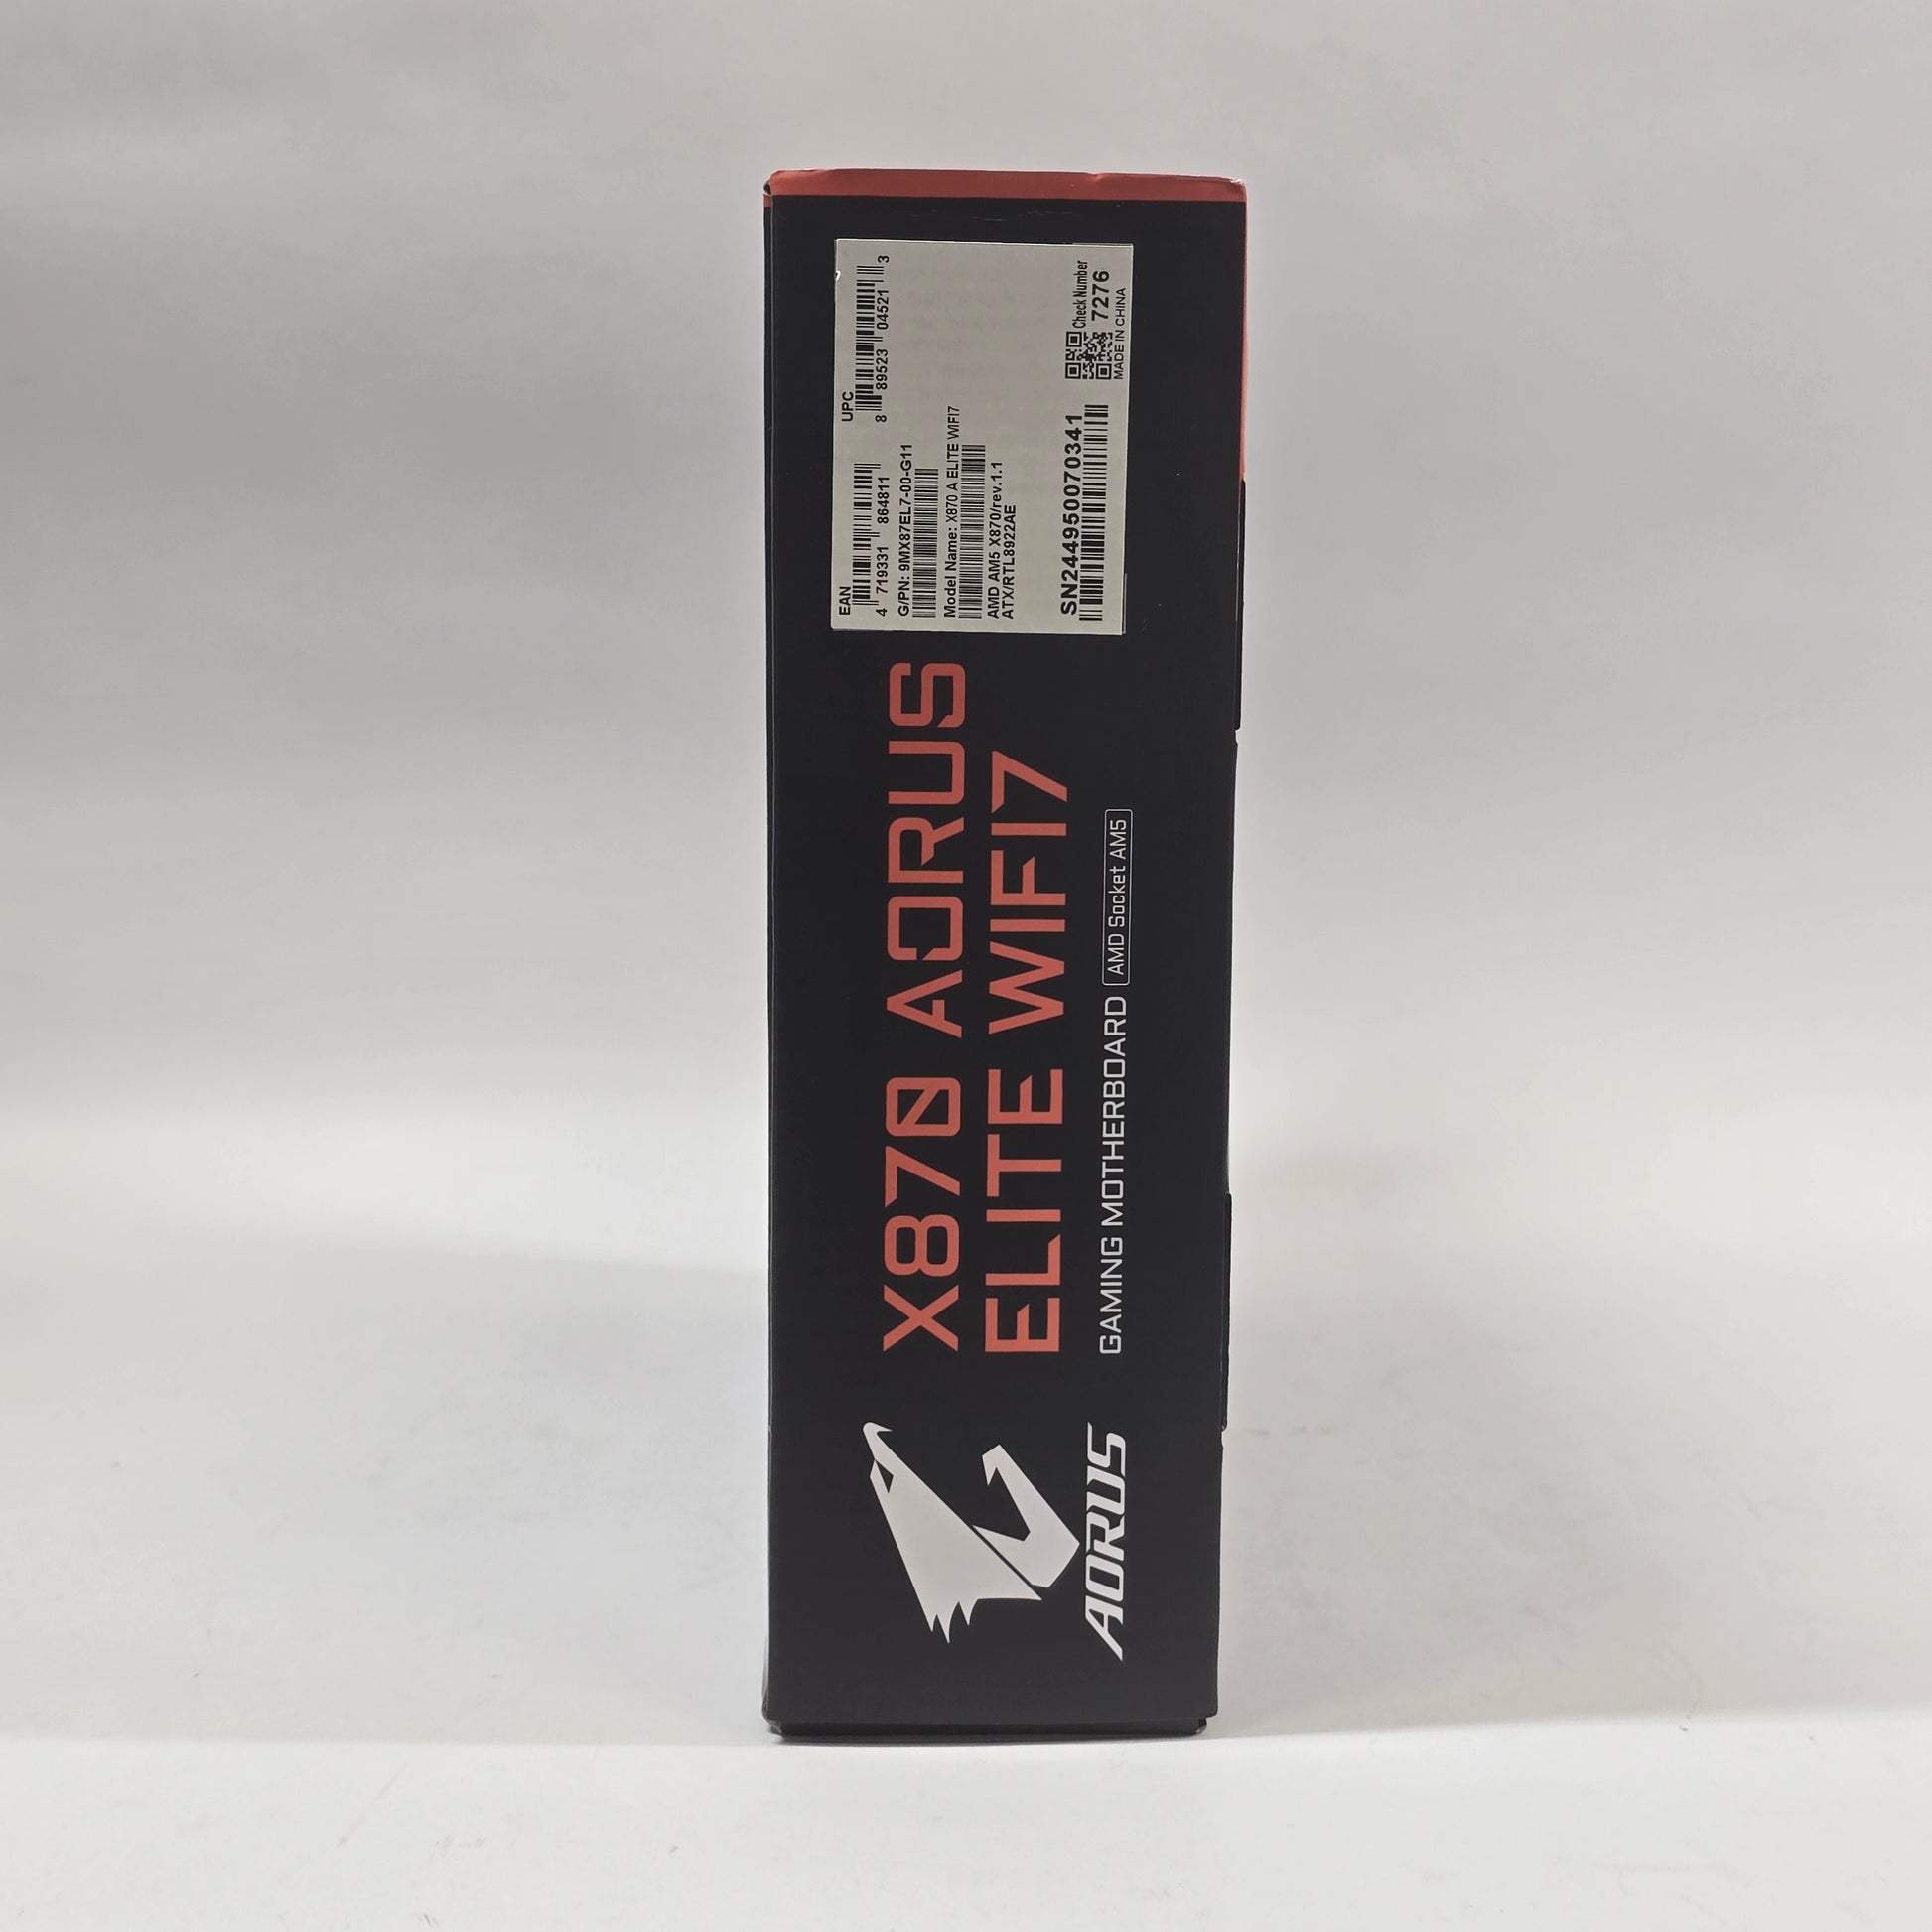 AORUS
X870 AORUS
ELITE WIFI7
GAMING MOTHERBOARD AMD Socket AM5
EAN
4 719331 864811
UPC
8 89523 04521 3
G/PN: 9MX87EL7-00-G11
Model Name: X870 A ELITE WIFI7
AMD AM5 X870/rev.1.1
ATX/RTL8922AE
SN244950070341
Check Number
7276
MADE IN CHINA